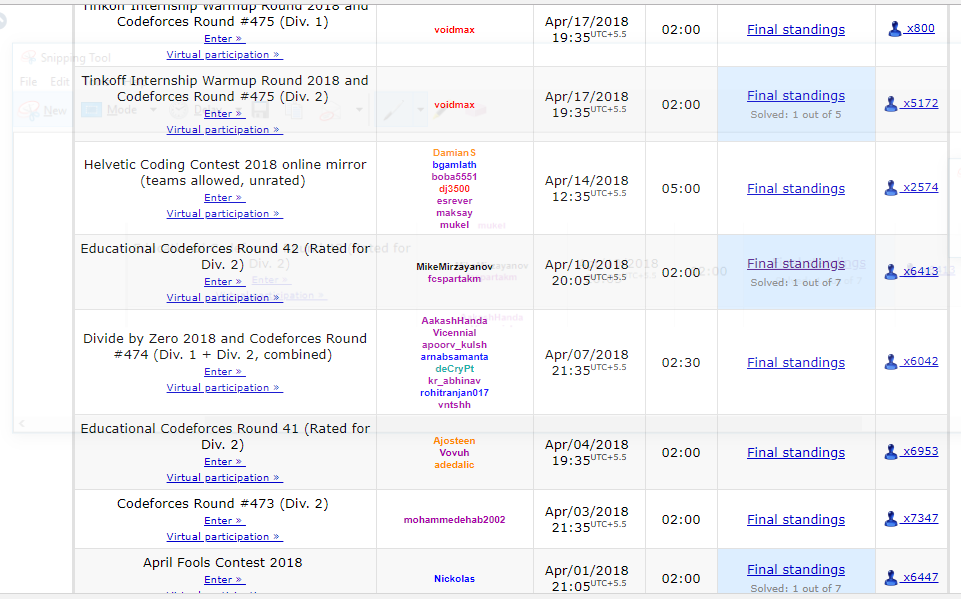 Tinkoff Internship Warmup Round 2018 and
Codeforces Round #475 (Div. 1)
Enter »
Virtual participation »
voidmax
Apr/17/2018
19:35UTC+5.5
02:00
Final standings
x800
Snipping Tool
File Edit
New
Mode
Tinkoff Internship Warmup Round 2018 and
Codeforces Round #475 (Div. 2)
Enter »
Virtual participation »
voidmax
Apr/17/2018
19:35UTC+5.5
02:00
Final standings
Solved: 1 out of 5
x5172
Helvetic Coding Contest 2018 online mirror
(teams allowed, unrated)
Enter »
Virtual participation »
DamianS
bgamlath
boba5551
dj3500
esrever
maksay
mukel
mukel
Apr/14/2018
12:35UTC+5.5
05:00
Final standings
x2574
Educational Codeforces Round 42 (Rated for
Div. 2)
Enter »
Virtual participation »
MikeMirzayanov
fcspartakm
Apr/10/2018
20:05UTC+5.5
02:00
Final standings
Solved: 1 out of 7
x6413
Divide by Zero 2018 and Codeforces Round
#474 (Div. 1 + Div. 2, combined)
Enter »
Virtual participation »
AakashHanda
Vicennial
apoorv_kulsh
arnabsamanta
deCryPt
kr_abhinav
rohitranjan017
vntshh
Apr/07/2018
21:35UTC+5.5
02:30
Final standings
x6042
Educational Codeforces Round 41 (Rated for
Div. 2)
Enter »
Virtual participation »
Ajosteen
Vovuh
adedalic
Apr/04/2018
19:35UTC+5.5
02:00
Final standings
x6953
Codeforces Round #473 (Div. 2)
Enter »
Virtual participation »
mohammedehab2002
Apr/03/2018
21:35UTC+5.5
02:00
Final standings
x7347
April Fools Contest 2018
Enter »
Nickolas
Apr/01/2018
21:05UTC+5.5
02:00
Final standings
Solved: 1 out of 7
x6447